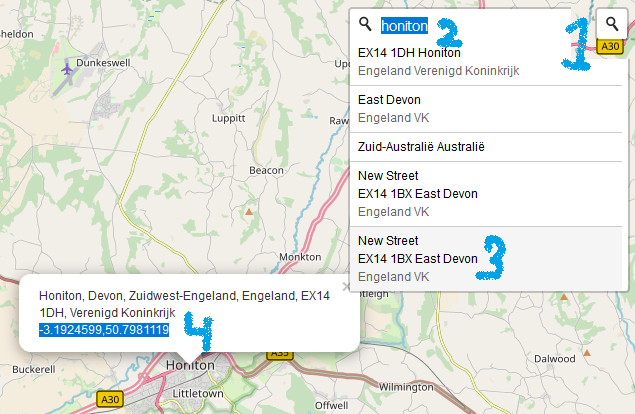 Sheldon
Dunkeswell
Luppitt
Raw
Beacon
Monkton
honiton
2
1
A30
EX14 1DH Honiton
Engeland Verenigd Koninkrijk
East Devon
Engeland VK
Zuid-Australië Australië
New Street
EX14 1BX East Devon
Engeland VK
New Street
EX14 1BX East Devon
3
Engeland VK
Honiton, Devon, Zuidwest-Engeland, Engeland, EX14
1DH, Verenigd Koninkrijk
-3.1924599,50.7981119
4
×
tleigh
A35
Buckerell
Honiton
Littletown
A30
Wilmington
Offwell
Dalwood